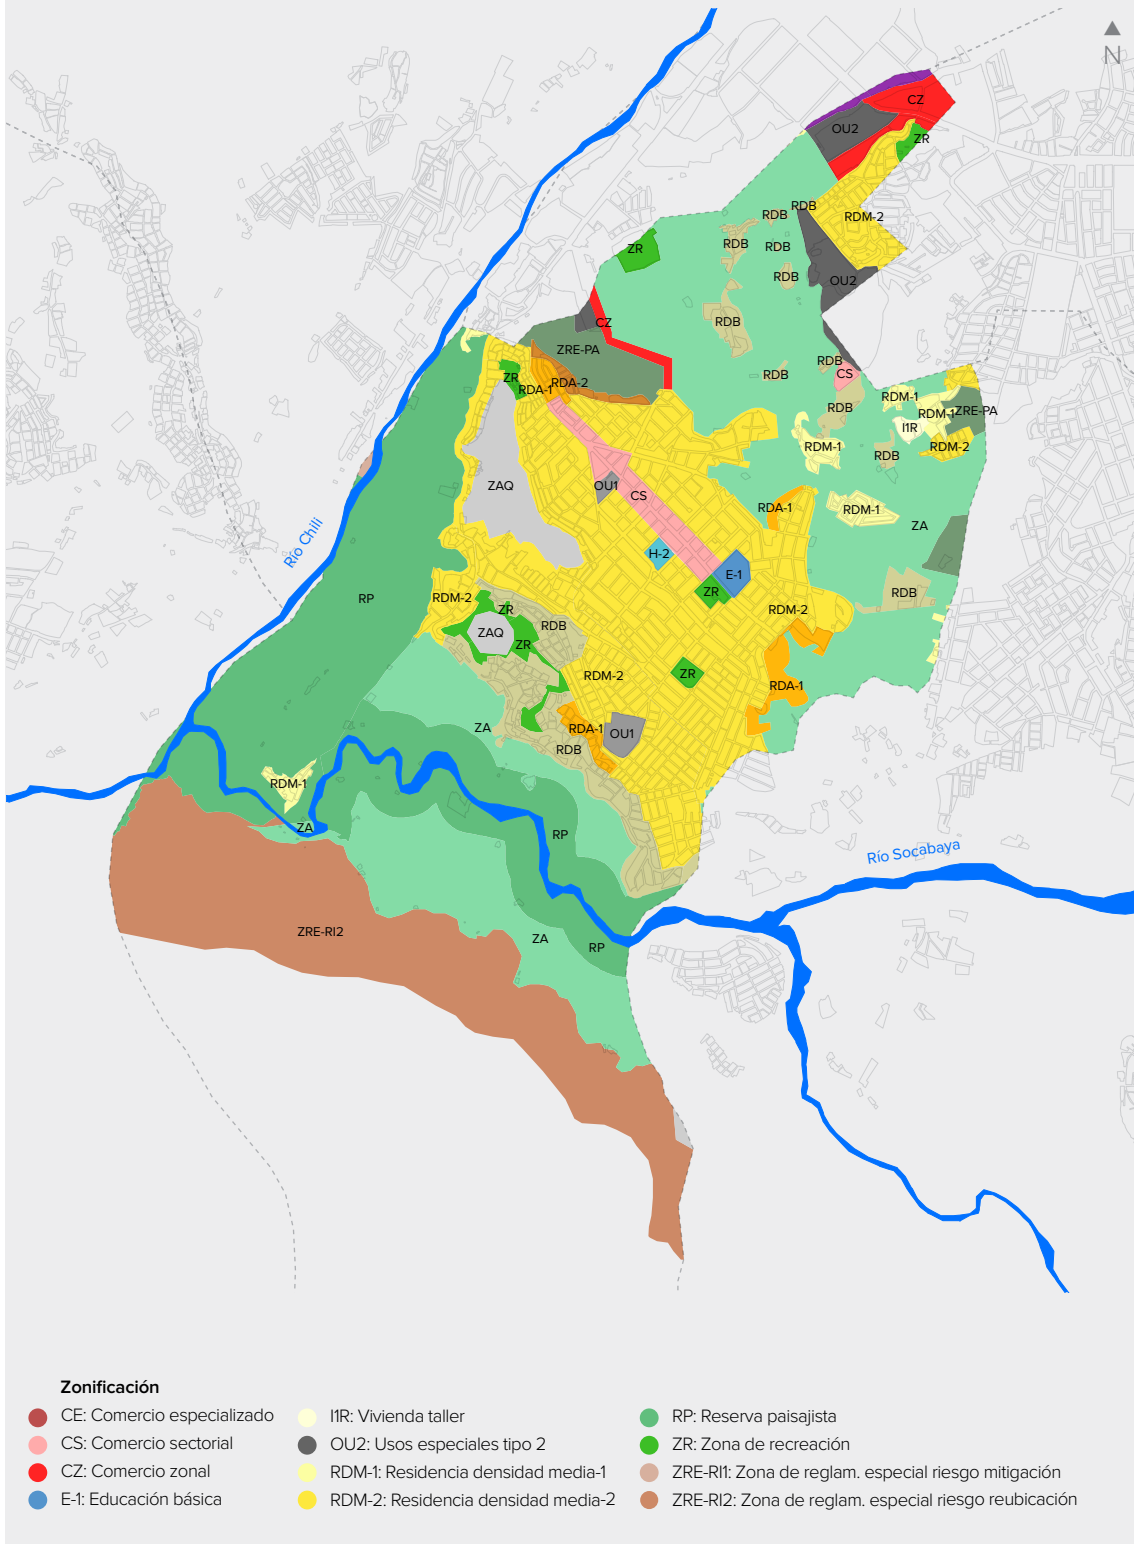 N
CZ
OU2
ZR
RDB
RDB
RDM-2
RDB
RDB
ZR
RDB
OU2
RDB
CZ
ZRE-PA
RDB
CS
RDB
ZR
RDA-1
RDA-2
RDM-1
RDB
RDM-1
ZRE-PA
I1R
RDM-1
RDM-2
RDB
ZAQ
OU1
CS
RDA-1
RDM-1
ZA
Río Chili
H-2
E-1
ZR
RDB
RP
RDM-2
ZR
RDM-2
RDB
ZAQ
ZR
RDM-2
ZR
RDA-1
ZA
RDA-1
OU1
RDB
RDM-1
ZA
RP
Río Socabaya
ZRE-RI2
ZA
RP
Zonificación
CE: Comercio especializado
CS: Comercio sectorial
CZ: Comercio zonal
E-1: Educación básica
I1R: Vivienda taller
OU2: Usos especiales tipo 2
RDM-1: Residencia densidad media-1
RDM-2: Residencia densidad media-2
RP: Reserva paisajista
ZR: Zona de recreación
ZRE-RI1: Zona de reglam. especial riesgo mitigación
ZRE-RI2: Zona de reglam. especial riesgo reubicación